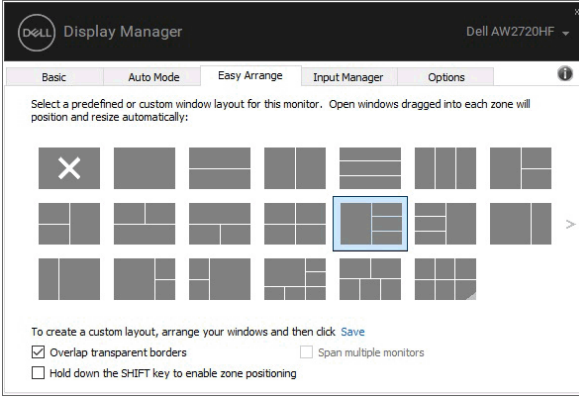 DELL Display Manager Dell AW2720HF
Basic Auto Mode Easy Arrange Input Manager Options
Select a predefined or custom window layout for this monitor. Open windows dragged into each zone will
position and resize automatically:
To create a custom layout, arrange your windows and then click Save
Overlap transparent borders Span multiple monitors
Hold down the SHIFT key to enable zone positioning